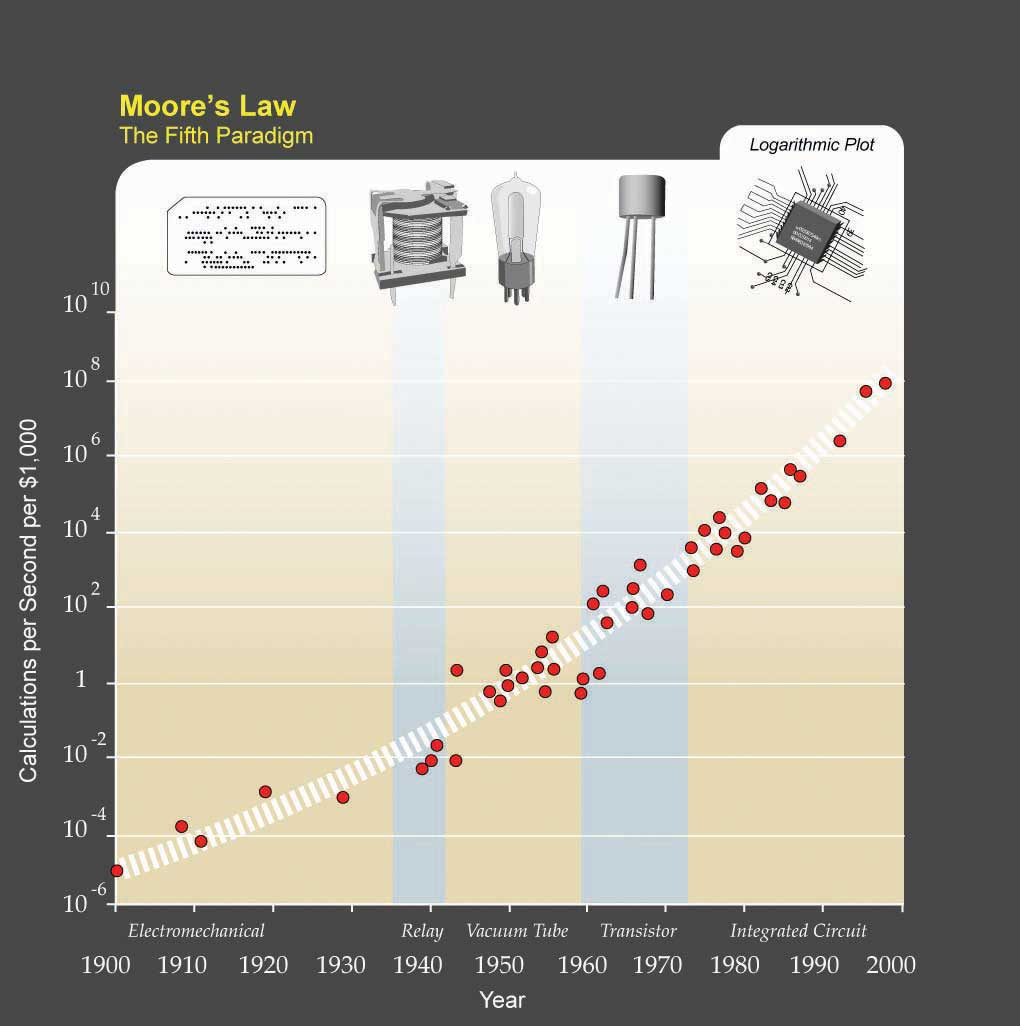 Moore's Law
The Fifth Paradigm
Logarithmic Plot
10 10
10 8
10 6
10 4
10 2
1
10 -2
10 -4
10 -6
Calculations per Second per $1,000
Electromechanical Relay Vacuum Tube Transistor Integrated Circuit
1900 1910 1920 1930 1940 1950 1960 1970 1980 1990 2000
Year